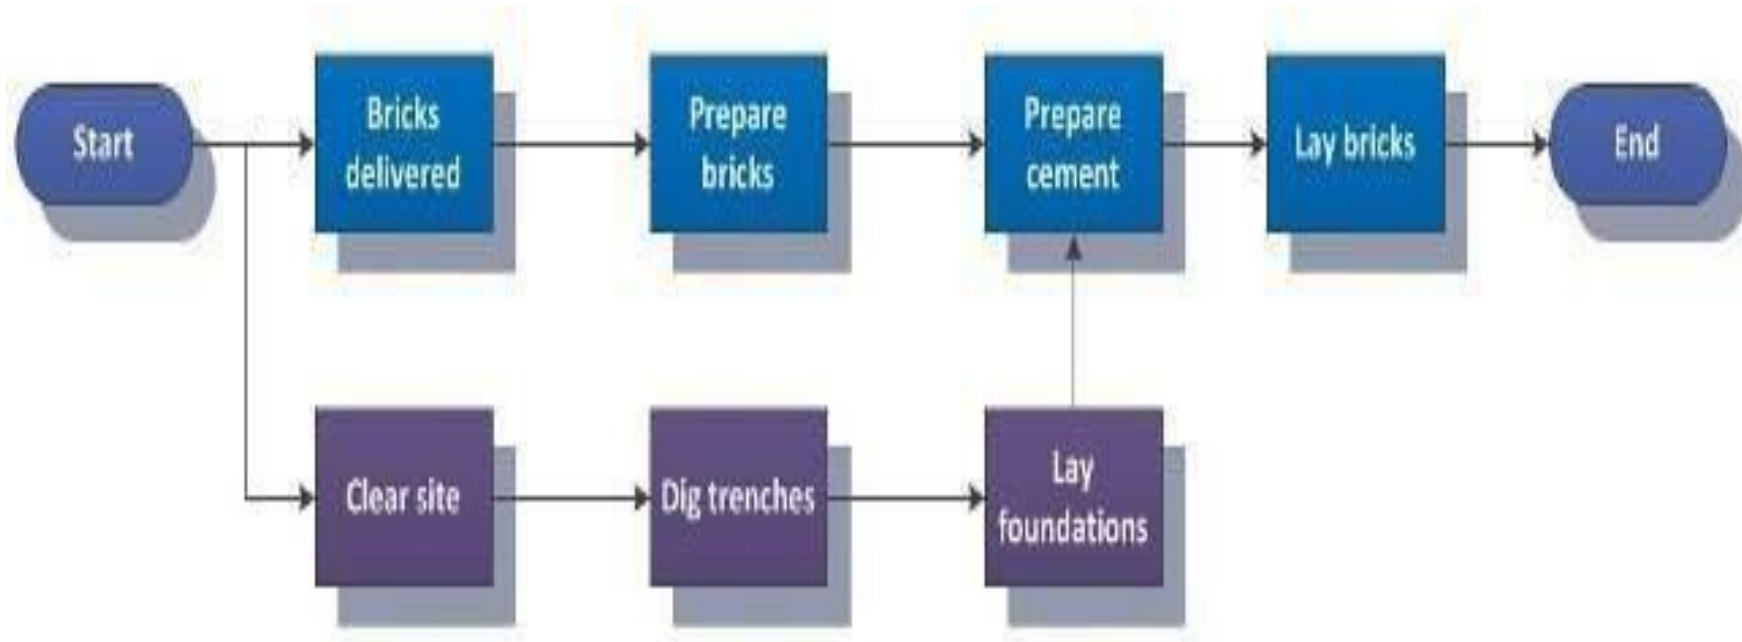 Start
Bricks
delivered
Prepare
bricks
Prepare
cement
Lay bricks
End
Clear site
Dig trenches
Lay
foundations